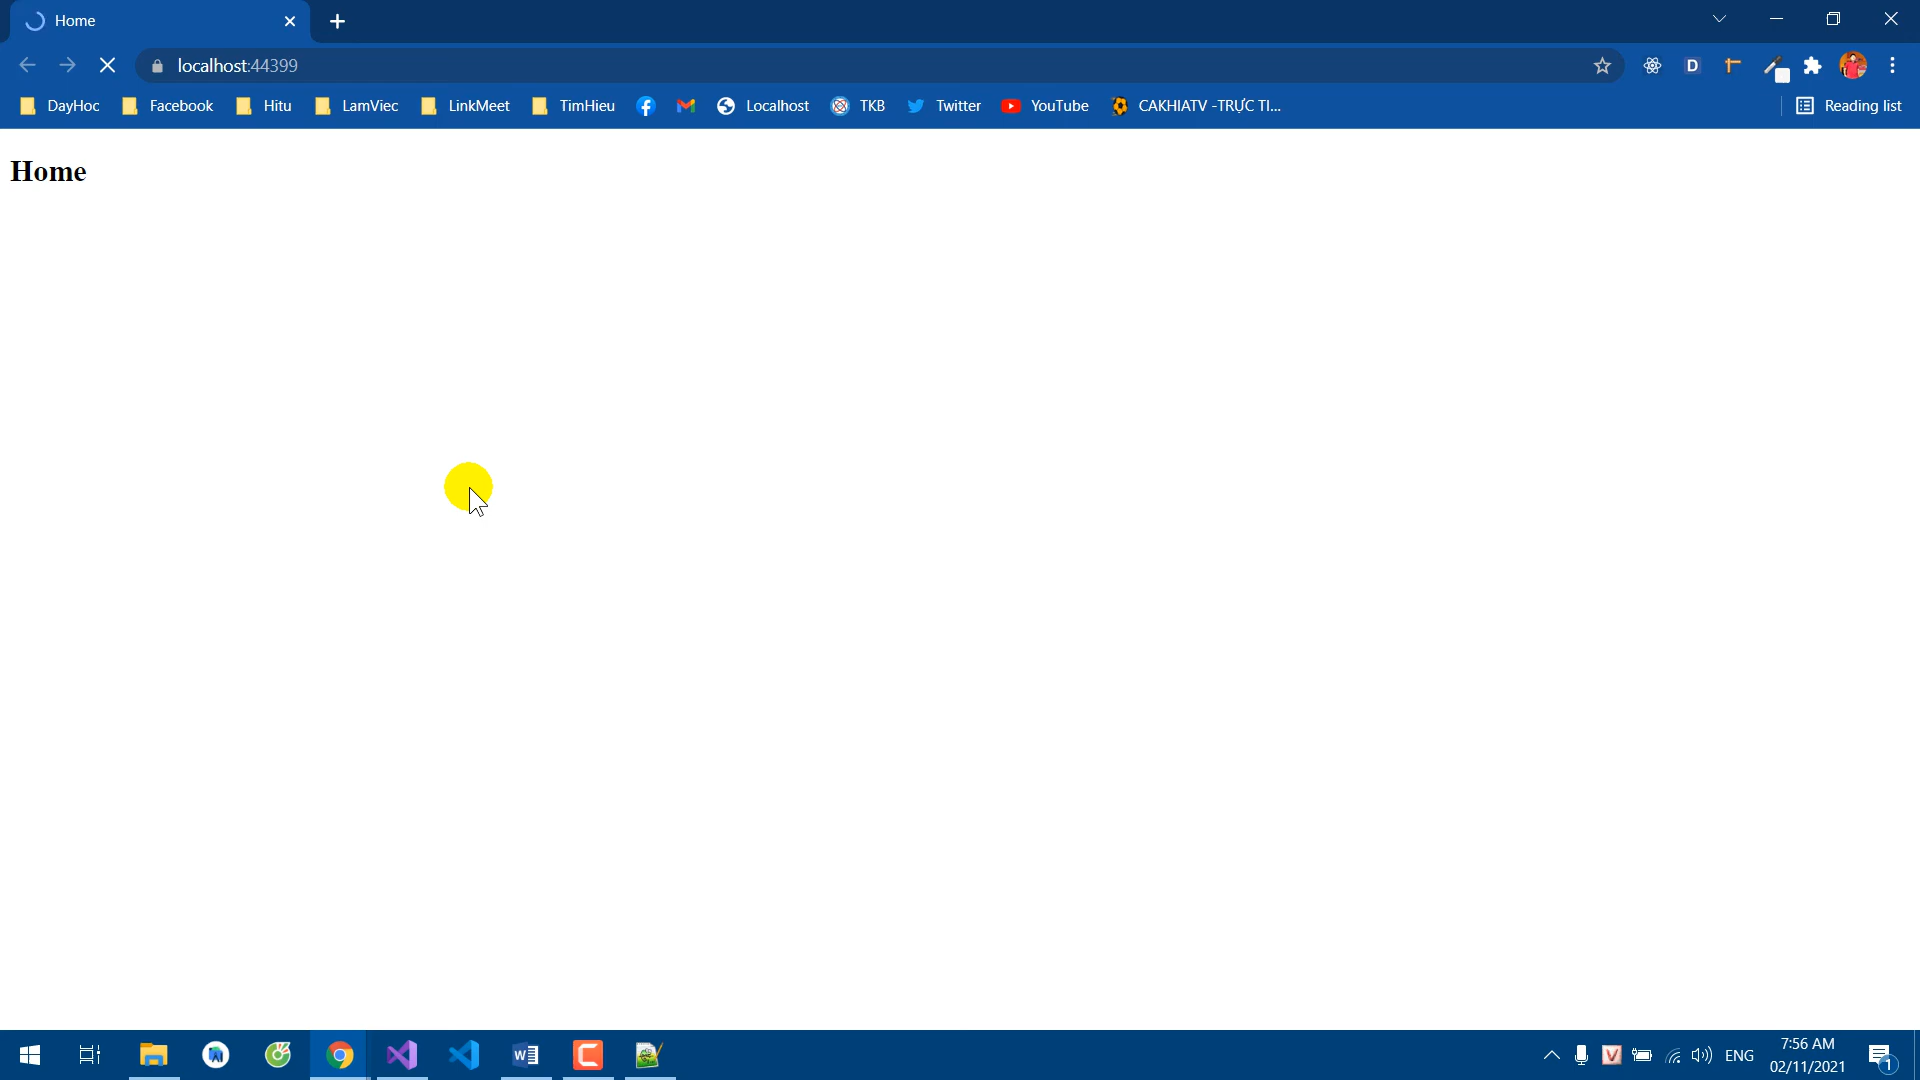 Home
localhost:44399
DayHoc Facebook Hitu LamViec LinkMeet TimHieu Localhost TKB Twitter YouTube CAKHIATV -TRỰC TI... Reading list
Home
ENG 7:56 AM
02/11/2021
1